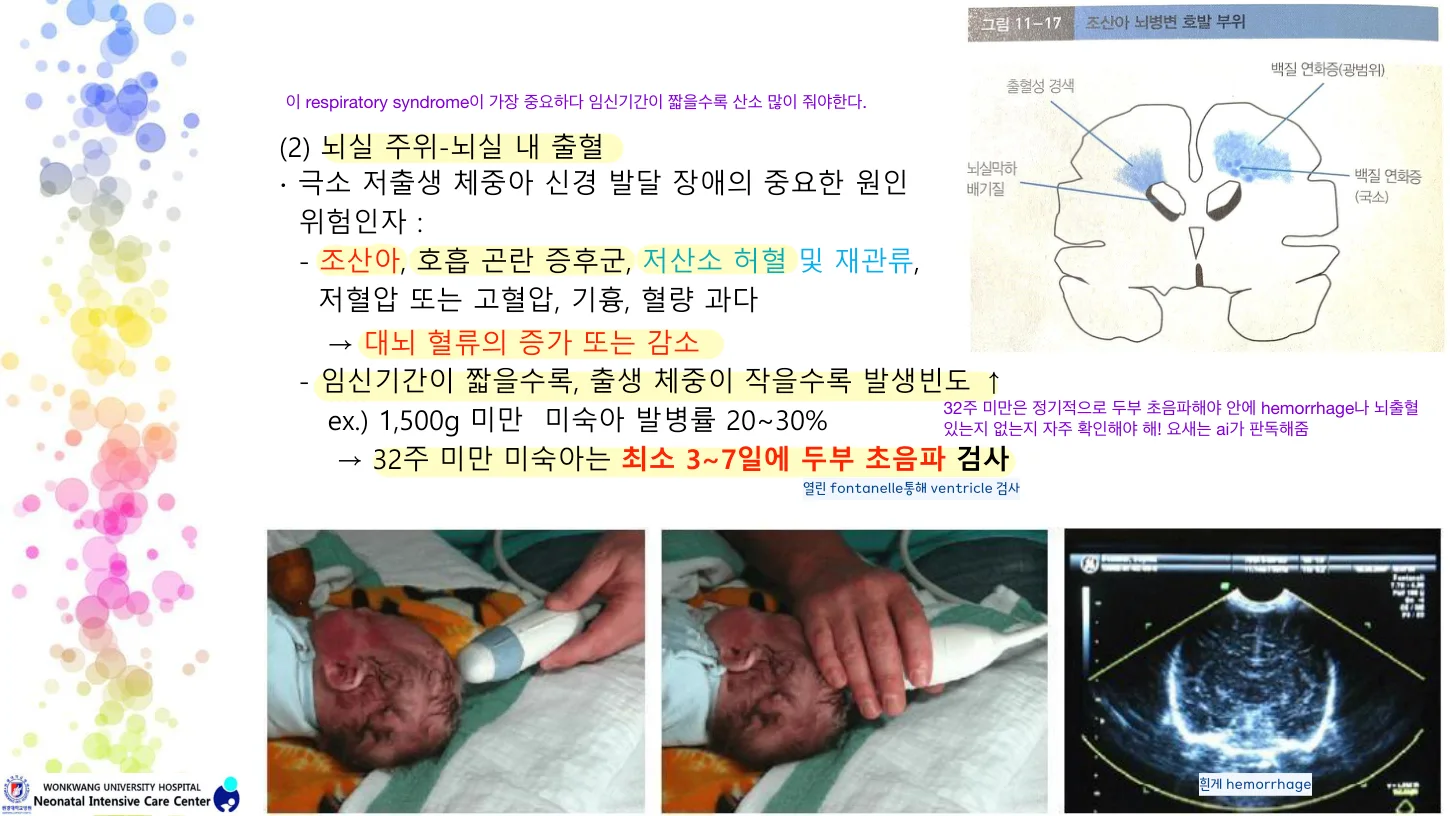 그림 11-17 조산아 뇌병변 호발 부위
백질 연화증(광범위)
출혈성 경색
뇌실막하
배기질
백질 연화증
(국소)
이 respiratory syndrome이 가장 중요하다 임신기간이 짧을수록 산소 많이 줘야한다.
(2) 뇌실 주위-뇌실 내 출혈
· 극소 저출생 체중아 신경 발달 장애의 중요한 원인
위험인자 :
- 조산아, 호흡 곤란 증후군, 저산소 허혈 및 재관류,
저혈압 또는 고혈압, 기흉, 혈량 과다
→ 대뇌 혈류의 증가 또는 감소
- 임신기간이 짧을수록, 출생 체중이 작을수록 발생빈도 ↑
ex.) 1,500g 미만 미숙아 발병률 20~30%
→ 32주 미만 미숙아는 최소 3~7일에 두부 초음파 검사
32주 미만은 정기적으로 두부 초음파해야 안에 hemorrhage나 뇌출혈
있는지 없는지 자주 확인해야 해! 요새는 ai가 판독해줌
열린 fontanelle통해 ventricle 검사
흰게 hemorrhage
WONKWANG UNIVERSITY HOSPITAL
Neonatal Intensive Care Center